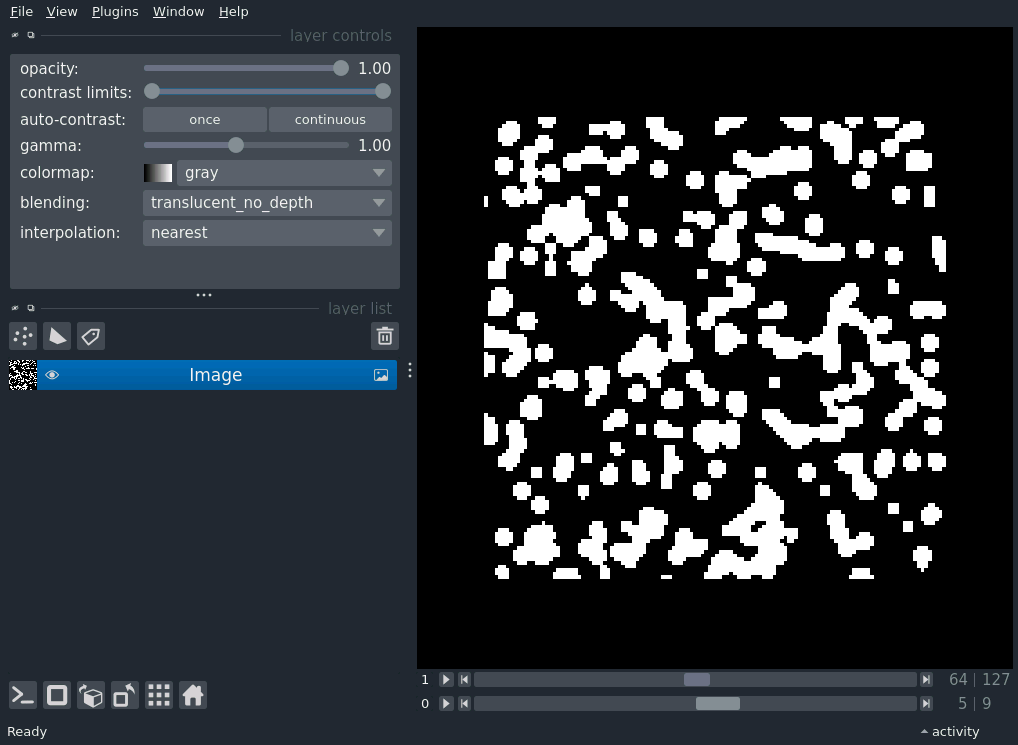 File View Plugins Window Help
layer controls
opacity: 1.00
contrast limits:
auto-contrast: once continuous
gamma: 1.00
colormap: gray
blending: translucent_no_depth
interpolation: nearest
layer list
Image
1 64 | 127
0 5 | 9
Ready activity